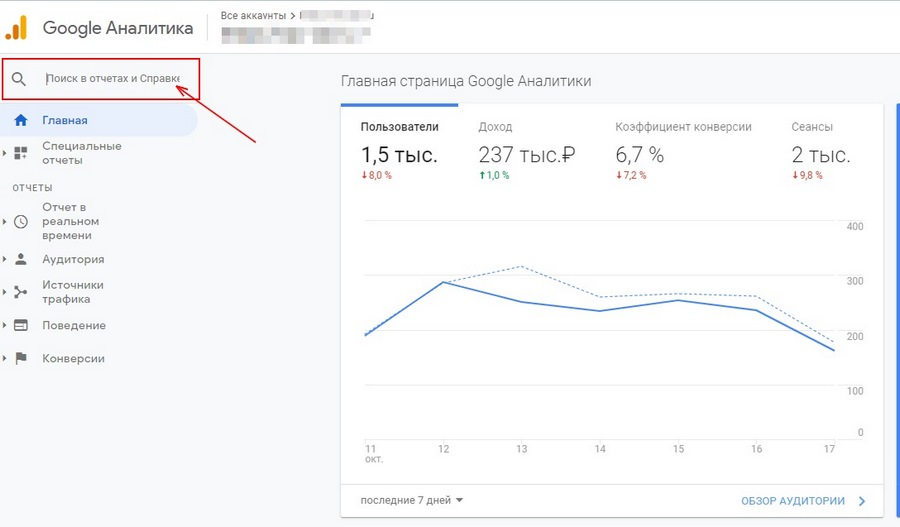 Google Аналитика
Все аккаунты >
Поиск в отчетах и Справке
Главная
Специальные
отчеты
ОТЧЕТЫ
Отчет в
реальном
времени
Аудитория
Источники
трафика
Поведение
Конверсии
Главная страница Google Аналитики
Пользователи
1,5 тыс.
↓8,0 %
Доход
237 тыс.₽
↑1,0 %
Коэффициент конверсии
6,7 %
↓7,2 %
Сеансы
2 тыс.
↓9,8 %
400
300
200
100
0
11 12 13 14 15 16 17
окт.
последние 7 дней
ОБЗОР АУДИТОРИИ